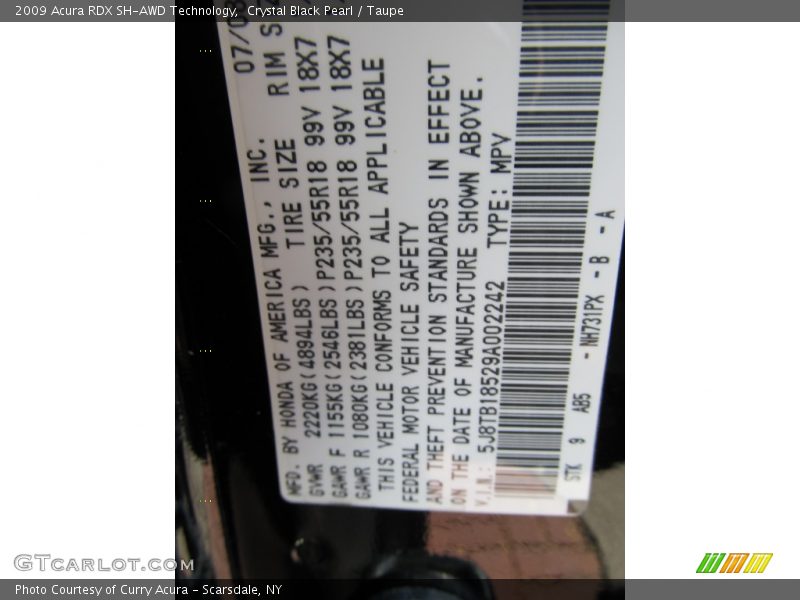 2009 Acura RDX SH-AWD Technology, Crystal Black Pearl / Taupe
MFD. BY HONDA OF AMERICA MFG., INC. 07/08
GVWR 2220KG(4894LBS) TIRE SIZE RIM S
GAWR F 1155KG(2546LBS)P235/55R18 99V 18X7
GAWR R 1080KG(2381LBS)P235/55R18 99V 18X7
THIS VEHICLE CONFORMS TO ALL APPLICABLE
FEDERAL MOTOR VEHICLE SAFETY
AND THEFT PREVENTION STANDARDS IN EFFECT
ON THE DATE OF MANUFACTURE SHOWN ABOVE.
V.I.N.: 5J8TB18529A002242 TYPE: MPV
STK 9 AB5 - NH731PX - B - A
GTCARLOT.COM
Photo Courtesy of Curry Acura - Scarsdale, NY